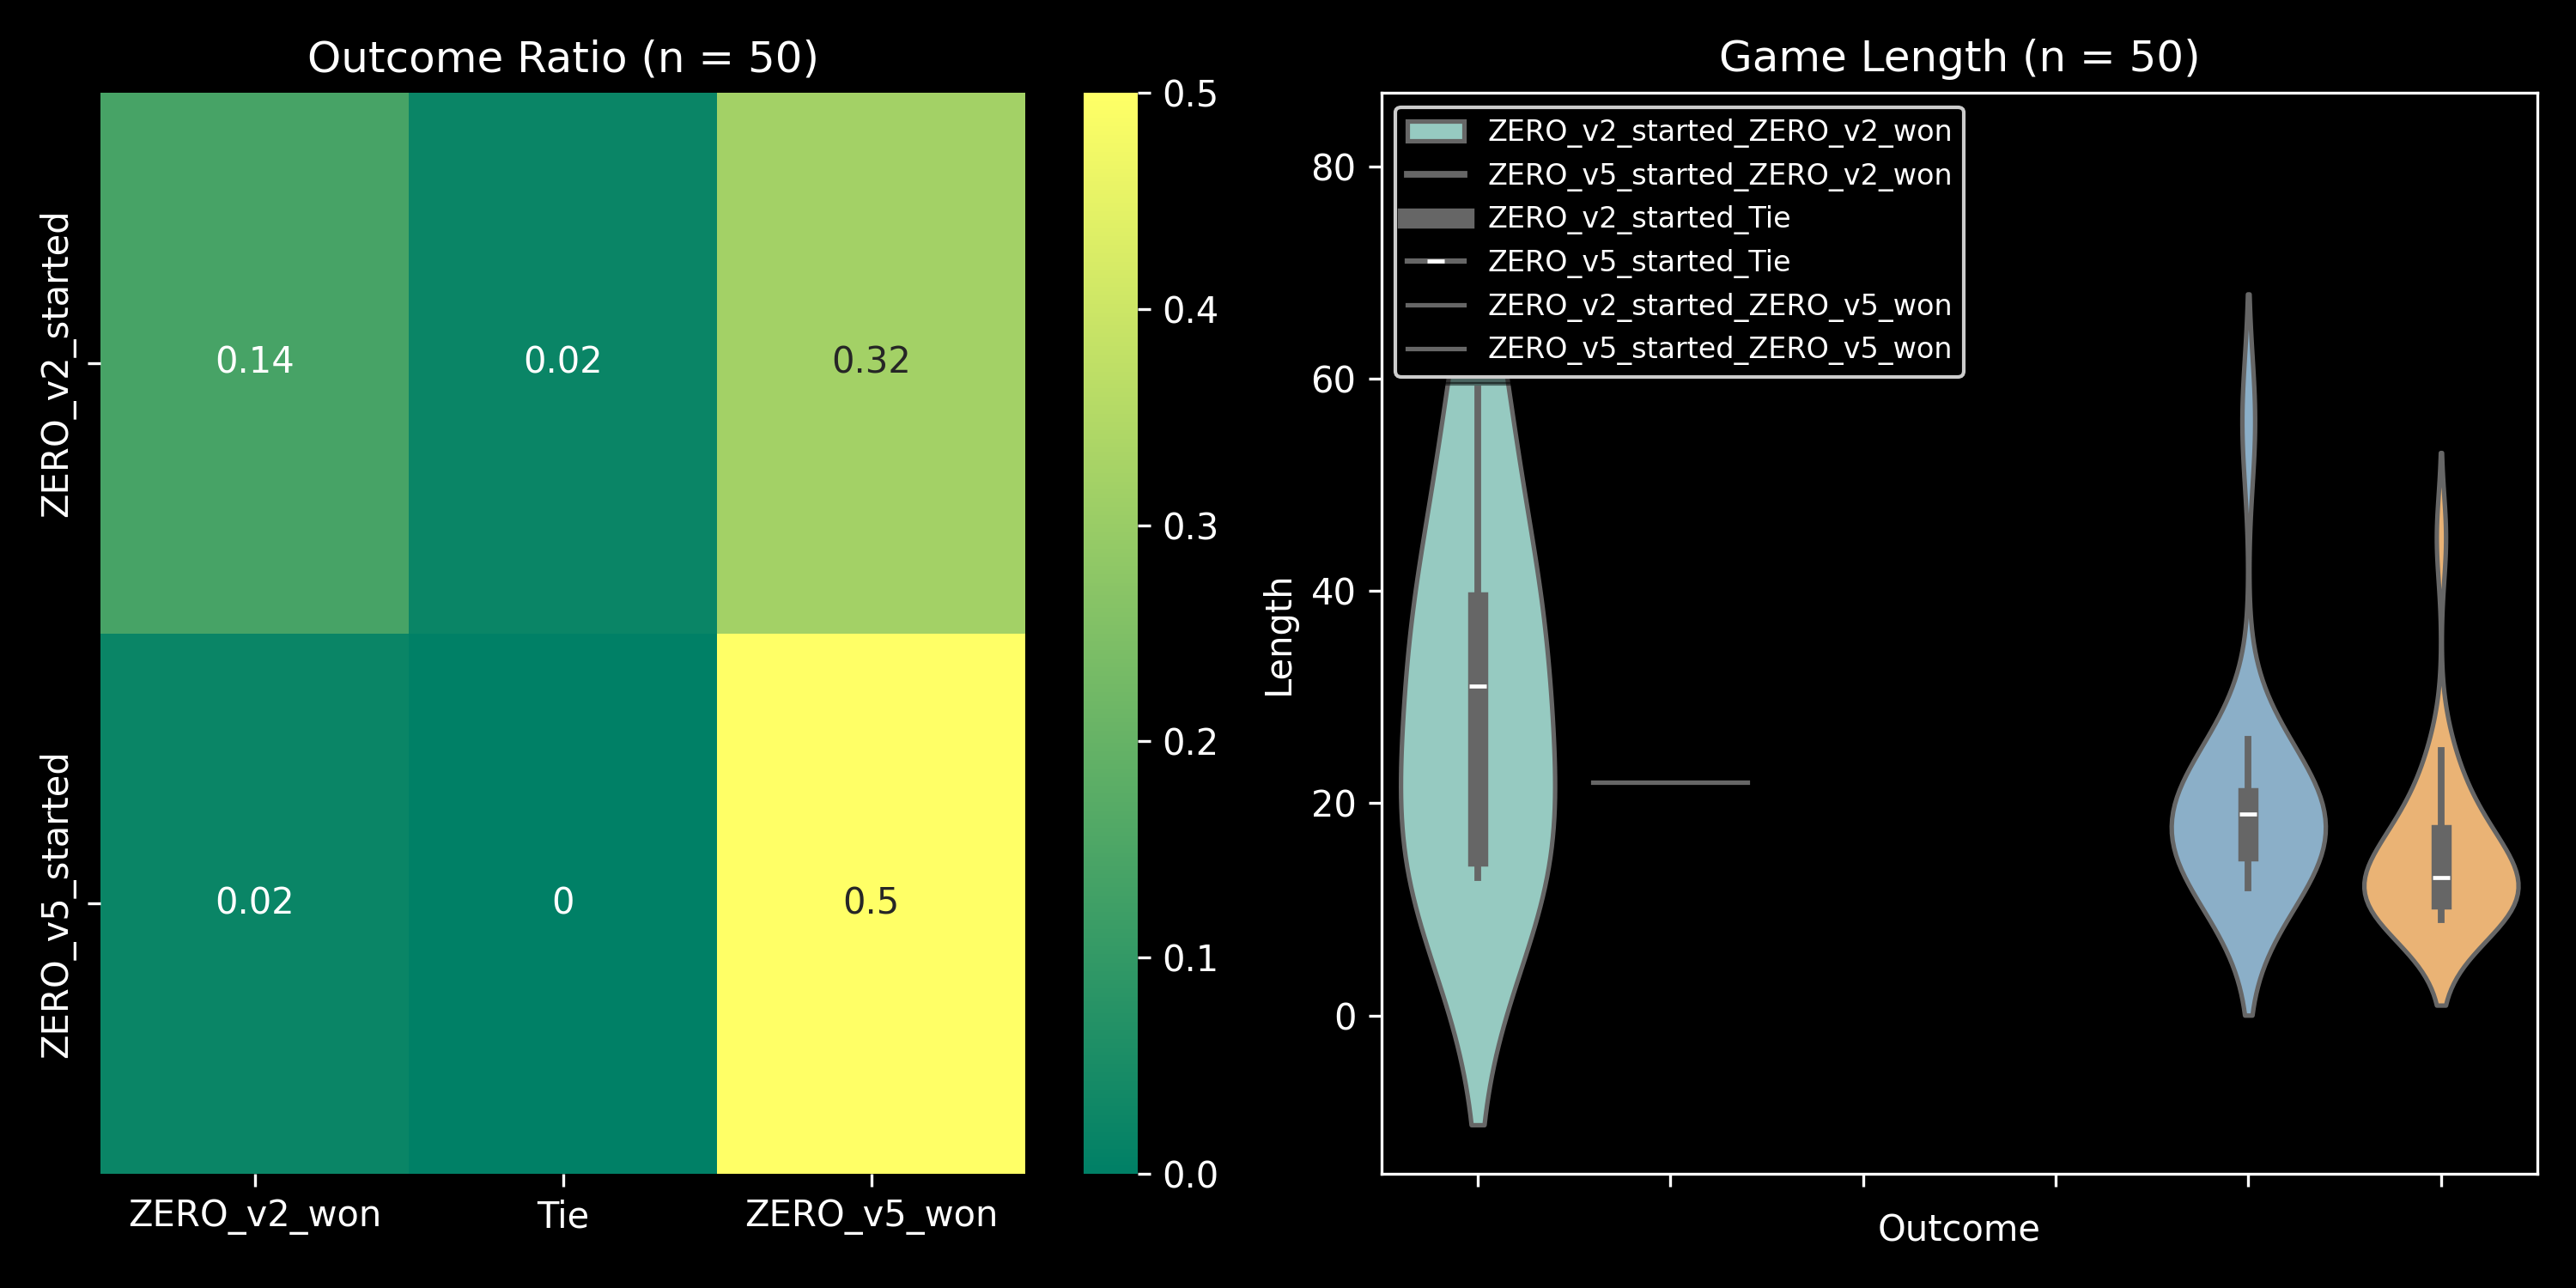 Outcome Ratio (n = 50)
ZERO_v2_started
ZERO_v5_started
0.14
0.02
0.32
0.02
0
0.5
ZERO_v2_won
Tie
ZERO_v5_won
0.5
0.4
0.3
0.2
0.1
0.0
Game Length (n = 50)
Length
80
60
40
20
0
ZERO_v2_started_ZERO_v2_won
ZERO_v5_started_ZERO_v2_won
ZERO_v2_started_Tie
ZERO_v5_started_Tie
ZERO_v2_started_ZERO_v5_won
ZERO_v5_started_ZERO_v5_won
Outcome